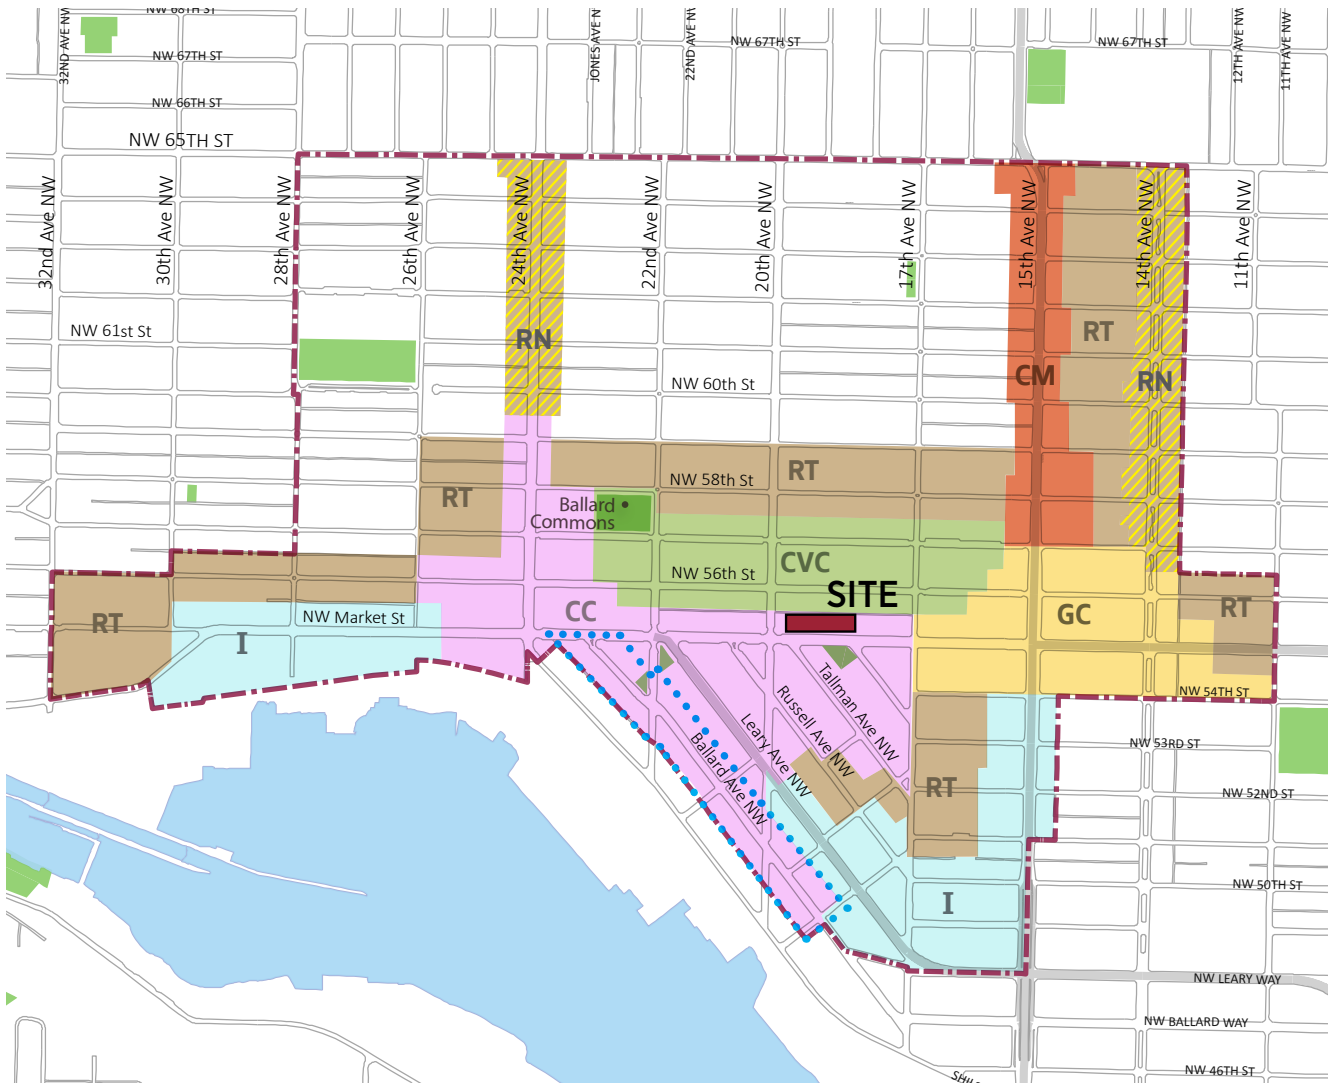 NW 68TH ST
32ND AVE NW
NW 67TH ST
JONES AVE N
22ND AVE N
NW 67TH ST
NW 67TH ST
12TH AVE NW
11TH AVE NW
NW 66TH ST
NW 65TH ST
32nd Ave NW
30th Ave NW
28th Ave NW
26th Ave NW
24th Ave NW
22nd Ave NW
20th Ave NW
17th Ave NW
15th Ave NW
14th Ave NW
11th Ave NW
NW 61st St
RN
RT
CM
RN
NW 60th St
RT
NW 58th St
RT
Ballard
Commons
CVC
NW 56th St
SITE
RT
I
NW Market St
CC
GC
RT
Tallman Ave NW
Russell Ave NW
Leary Ave NW
Ballard Ave NW
NW 54TH ST
NW 53RD ST
RT
NW 52ND ST
NW 50TH ST
I
NW LEARY WAY
NW BALLARD WAY
NW 46TH ST